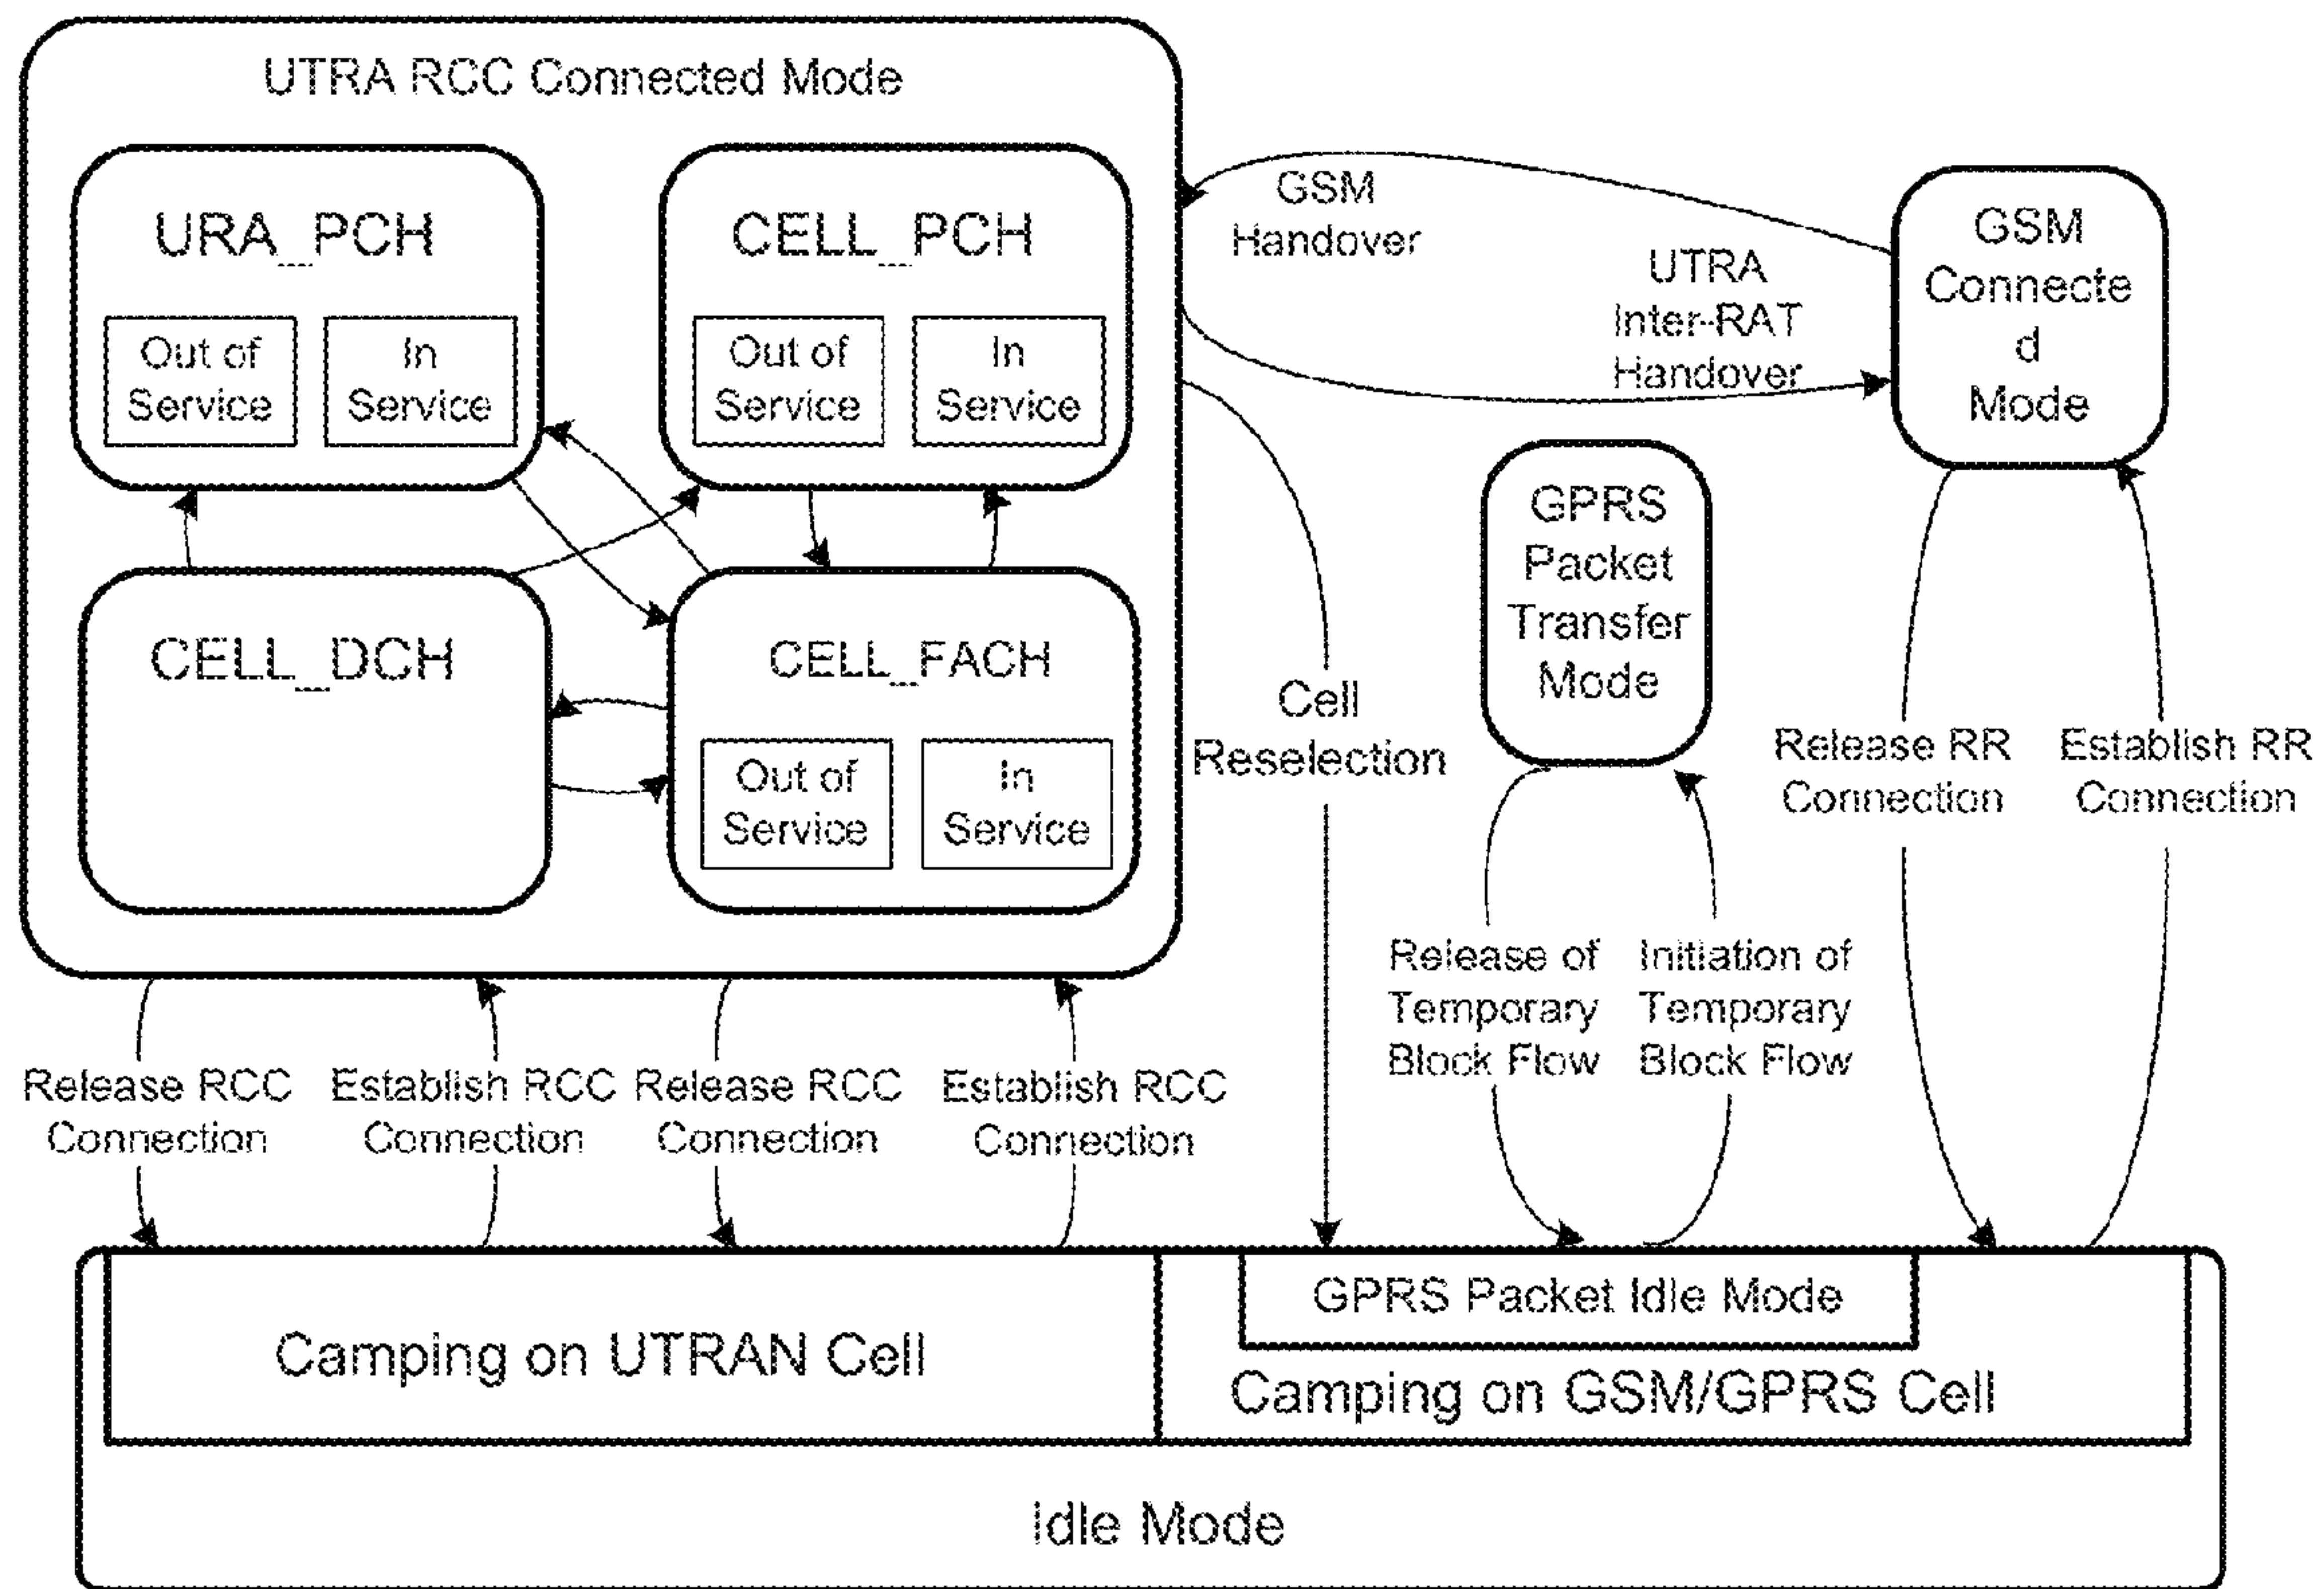 UTRA RCC Connected Mode
URA_PCH
Out of
Service
In
Service
CELL_PCH
Out of
Service
In
Service
CELL_DCH
CELL_FACH
Out of
Service
In
Service
GSM
Handover
UTRA
Inter-RAT
Handover
GSM
Connecte
d
Mode
GPRS
Packet
Transfer
Mode
Cell
Reselection
Release RR
Connection
Establish RR
Connection
Release of
Temporary
Block Flow
Initiation of
Temporary
Block Flow
Release RCC
Connection
Establish RCC
Connection
Release RCC
Connection
Establish RCC
Connection
GPRS Packet Idle Mode
Camping on UTRAN Cell
Camping on GSM/GPRS Cell
Idle Mode